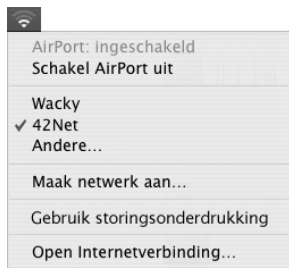 AirPort: ingeschakeld
Schakel AirPort uit
Wacky
✓ 42Net
Andere…
Maak netwerk aan…
Gebruik storingsonderdrukking
Open Internetverbinding…